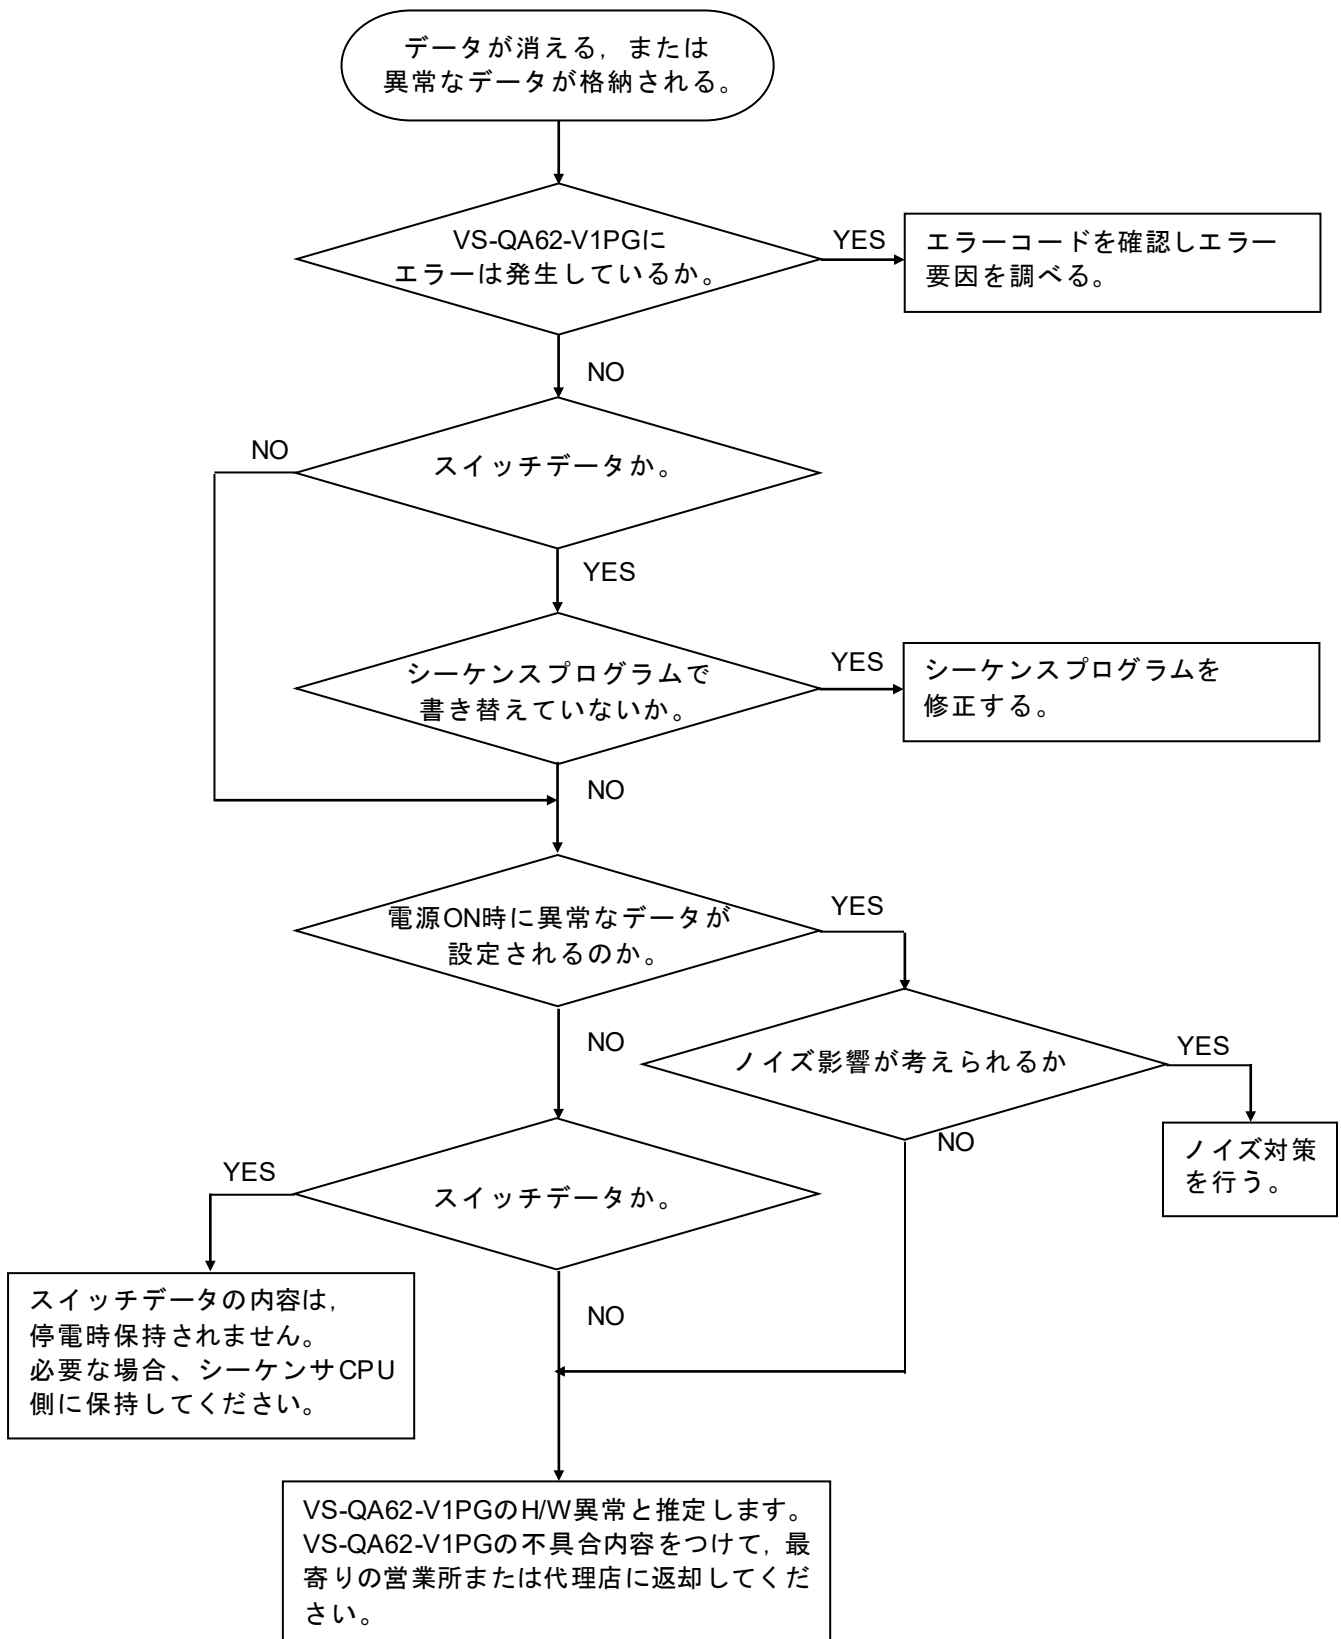 データが消える，または
異常なデータが格納される。
VS-QA62-V1PGに
エラーは発生しているか。
YES
エラーコードを確認しエラー
要因を調べる。
NO
NO
スイッチデータか。
YES
シーケンスプログラムで
書き替えていないか。
YES
シーケンスプログラムを
修正する。
NO
電源ON時に異常なデータが
設定されるのか。
YES
NO
ノイズ影響が考えられるか
YES
NO
ノイズ対策
を行う。
YES
スイッチデータか。
スイッチデータの内容は，
停電時保持されません。
必要な場合、シーケンサCPU
側に保持してください。
NO
VS-QA62-V1PGのH/W異常と推定します。
VS-QA62-V1PGの不具合内容をつけて，最
寄りの営業所または代理店に返却してくだ
さい。